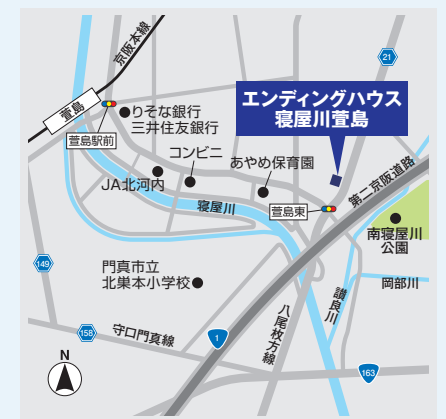 京阪本線
21
萱島
エンディングハウス
寝屋川萱島
りそな銀行
三井住友銀行
萱島駅前
コンビニ
あやめ保育園
第二京阪道路
JA北河内
寝屋川
萱島東
南寝屋川
公園
149
門真市立
北巣本小学校
讃良川
岡部川
八尾枚方線
158
守口門真線
1
163
N